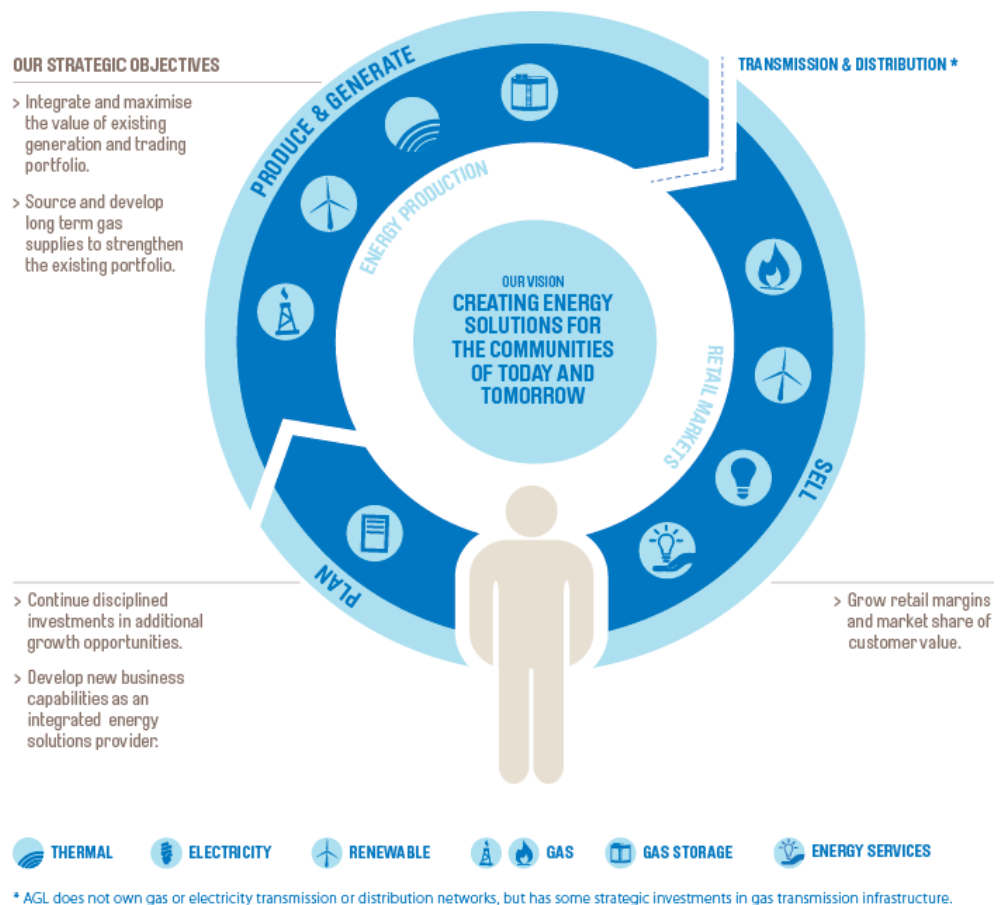 OUR STRATEGIC OBJECTIVES
> Integrate and maximise
the value of existing
generation and trading
portfolio.
> Source and develop
long term gas
supplies to strengthen
the existing portfolio.
PRODUCE & GENERATE
ENERGY PRODUCTION
TRANSMISSION & DISTRIBUTION *
OUR VISION
CREATING ENERGY
SOLUTIONS FOR
THE COMMUNITIES
OF TODAY AND
TOMORROW
RETAIL MARKETS
SELL
PLAN
> Continue disciplined
investments in additional
growth opportunities.
> Develop new business
capabilities as an
integrated energy
solutions provider.
> Grow retail margins
and market share of
customer value.
THERMAL
ELECTRICITY
RENEWABLE
GAS
GAS STORAGE
ENERGY SERVICES
* AGL does not own gas or electricity transmission or distribution networks, but has some strategic investments in gas transmission infrastructure.